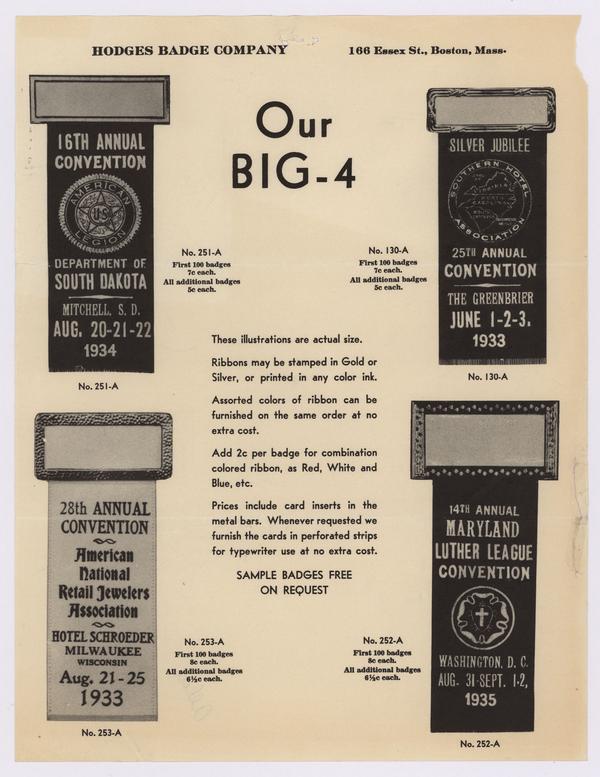 HODGES BADGE COMPANY 166 Essex St., Boston, Mass.
Our
BIG-4
16TH ANNUAL
CONVENTION
AMERICAN
U.S.
LEGION
DEPARTMENT OF
SOUTH DAKOTA
MITCHELL, S. D.
AUG. 20-21-22
1934
No. 251-A
No. 251-A
First 100 badges
7c each.
All additional badges
5c each.
No. 130-A
First 100 badges
7c each.
All additional badges
5c each.
SILVER JUBILEE
SOUTHERN HOTEL
ASSOCIATION
25TH ANNUAL
CONVENTION
THE GREENBRIER
JUNE 1-2-3.
1933
No. 130-A
These illustrations are actual size.
Ribbons may be stamped in Gold or
Silver, or printed in any color ink.
Assorted colors of ribbon can be
furnished on the same order at no
extra cost.
Add 2c per badge for combination
colored ribbon, as Red, White and
Blue, etc.
Prices include card inserts in the
metal bars. Whenever requested we
furnish the cards in perforated strips
for typewriter use at no extra cost.
SAMPLE BADGES FREE
ON REQUEST
28th ANNUAL
CONVENTION
American
National
Retail Jewelers
Association
HOTEL SCHROEDER
MILWAUKEE
WISCONSIN
Aug. 21-25
1933
No. 253-A
No. 253-A
First 100 badges
8c each.
All additional badges
6½c each.
No. 252-A
First 100 badges
8c each.
All additional badges
6½c each.
14TH ANNUAL
MARYLAND
LUTHER LEAGUE
CONVENTION
WASHINGTON, D. C.
AUG. 31-SEPT. 1-2,
1935
No. 252-A